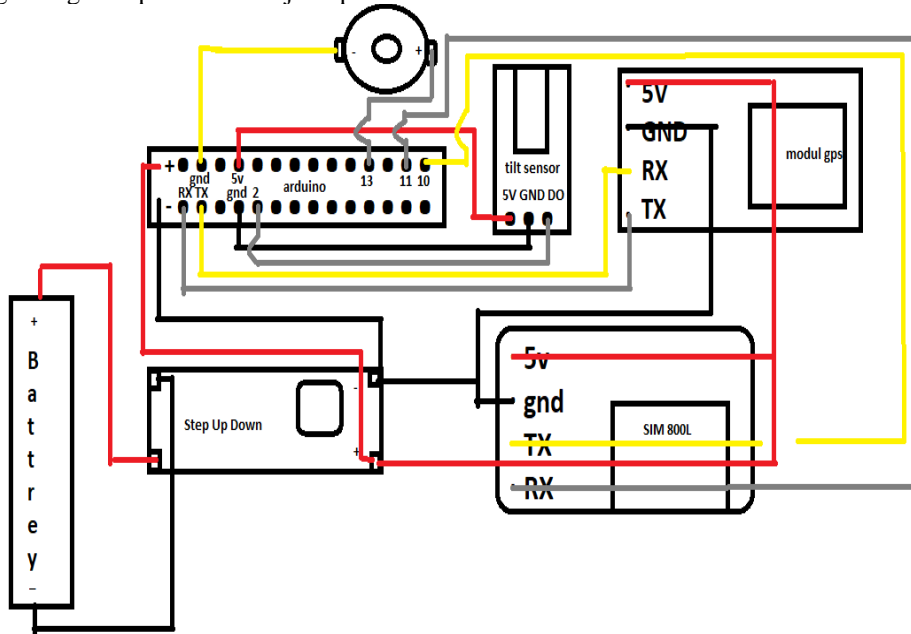 - +
5V
GND
RX
TX
modul gps
tilt sensor
5V GND DO
+ gnd 5v 13 11 10
RX TX gnd 2 arduino
-
+
B
a
t
t
r
e
y
-
Step Up Down
-
+
5v
gnd
TX
RX
SIM 800L